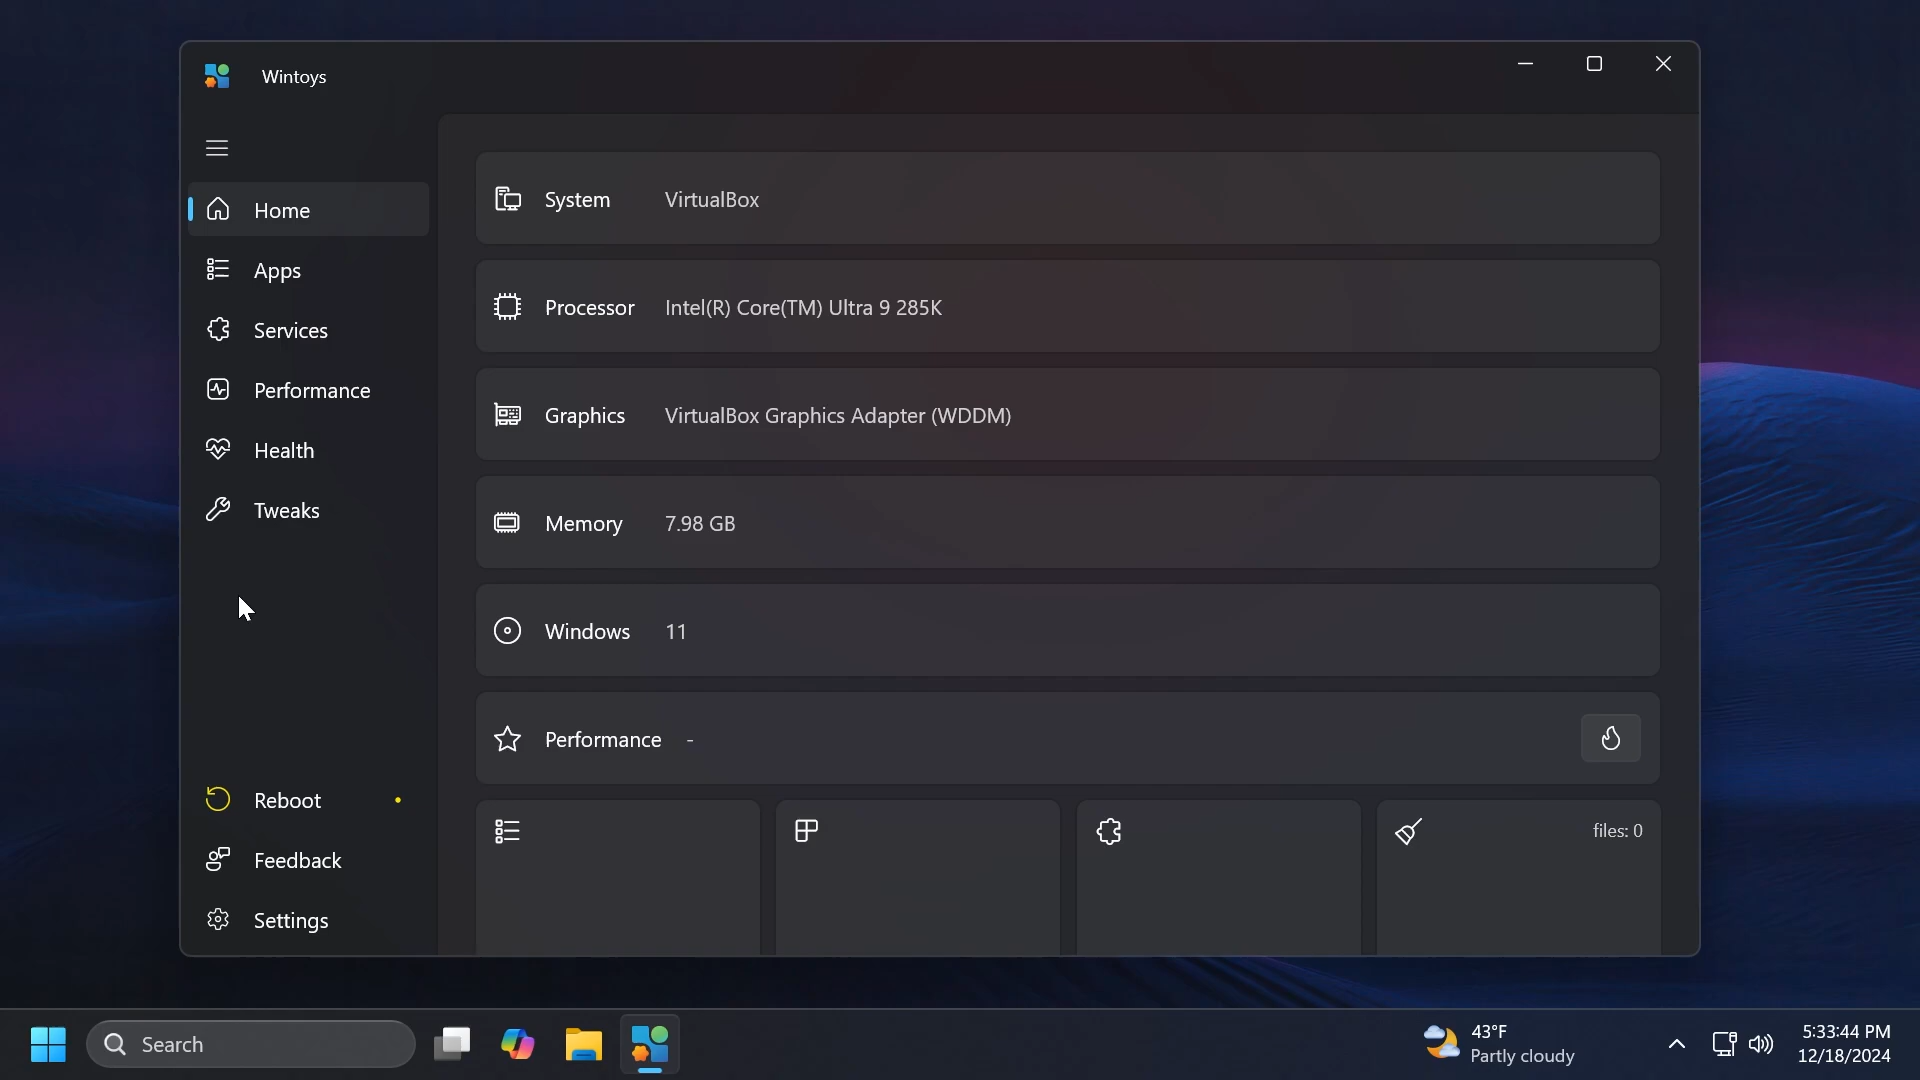 Wintoys
Home
Apps
Services
Performance
Health
Tweaks
Reboot
Feedback
Settings
System VirtualBox
Processor Intel(R) Core(TM) Ultra 9 285K
Graphics VirtualBox Graphics Adapter (WDDM)
Memory 7.98 GB
Windows 11
Performance -
files: 0
Search
43°F
Partly cloudy
5:33:44 PM
12/18/2024